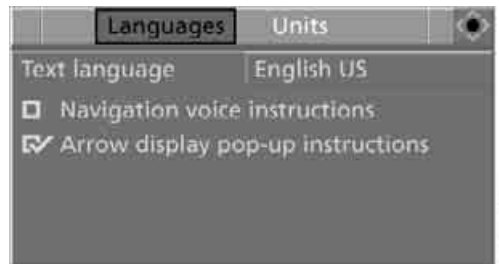 Languages Units
Text language English US
Navigation voice instructions
Arrow display pop-up instructions